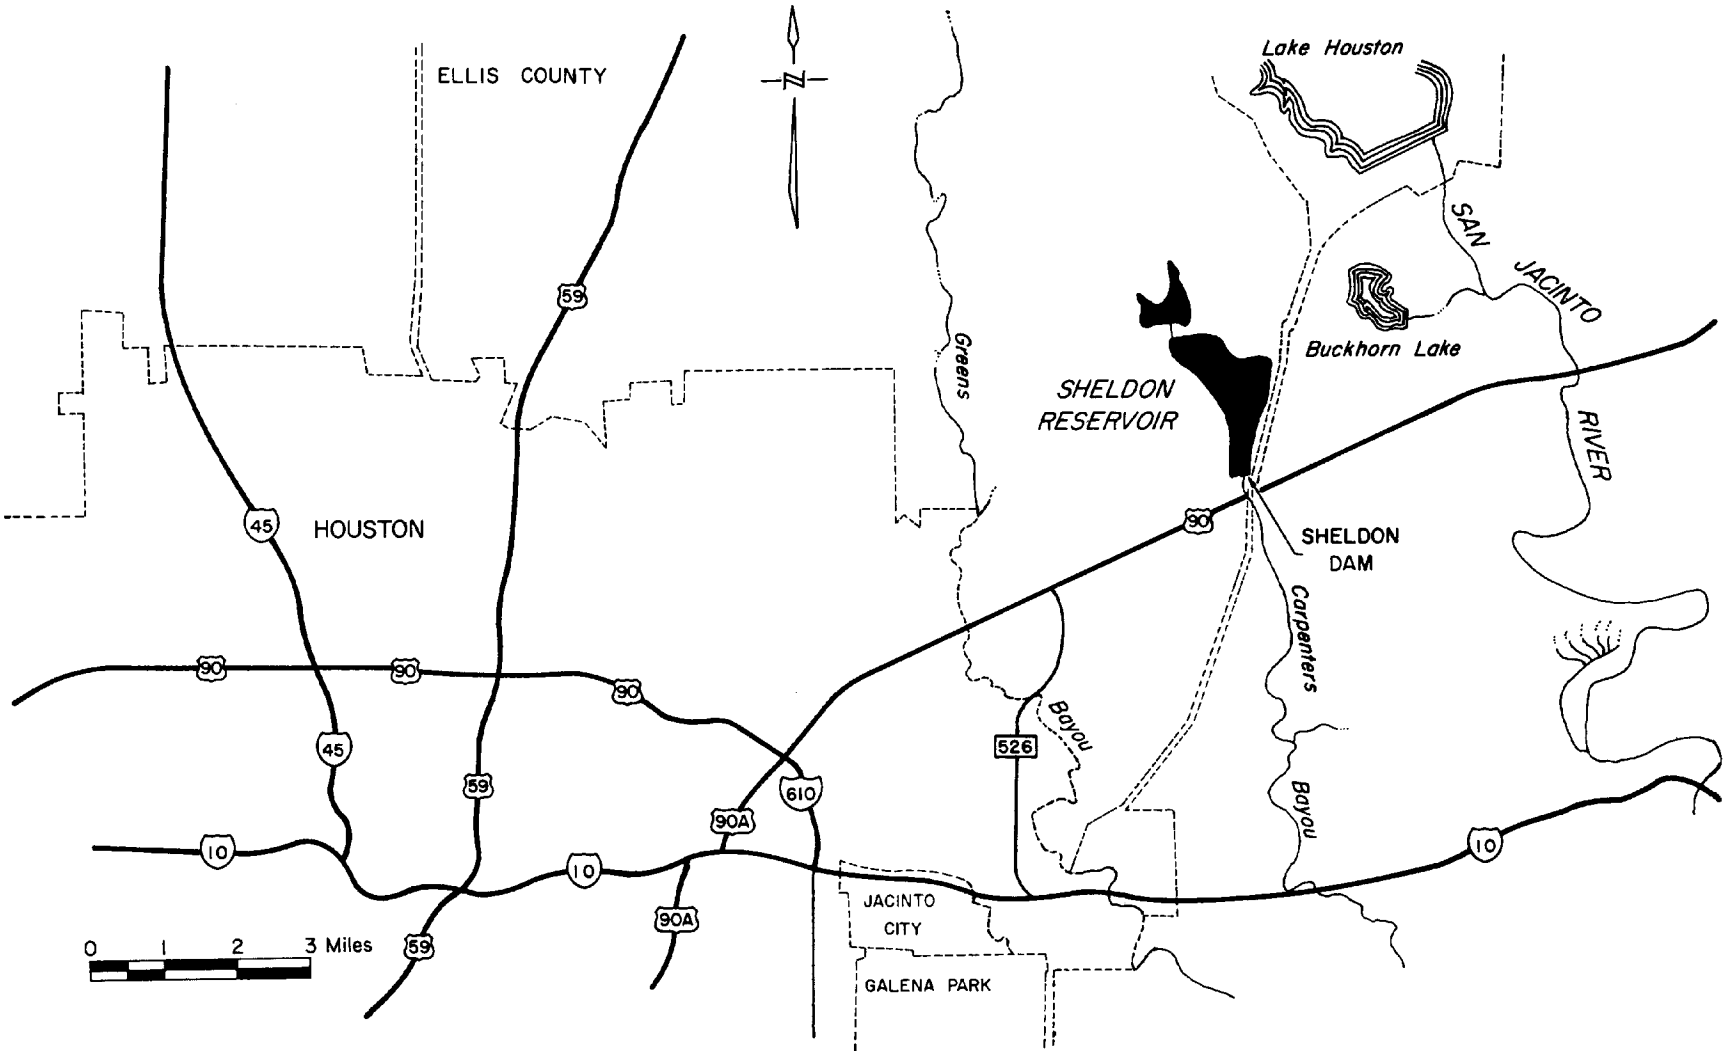 Lake Houston
ELLIS COUNTY
N
SAN
JACINTO
RIVER
59
Greens
Buckhorn Lake
SHELDON
RESERVOIR
45
HOUSTON
90
SHELDON
DAM
Carpenters
90
90
90
Bayou
45
526
59
610
Bayou
90A
10
10
10
JACINTO
CITY
90A
59
0 1 2 3 Miles
GALENA PARK